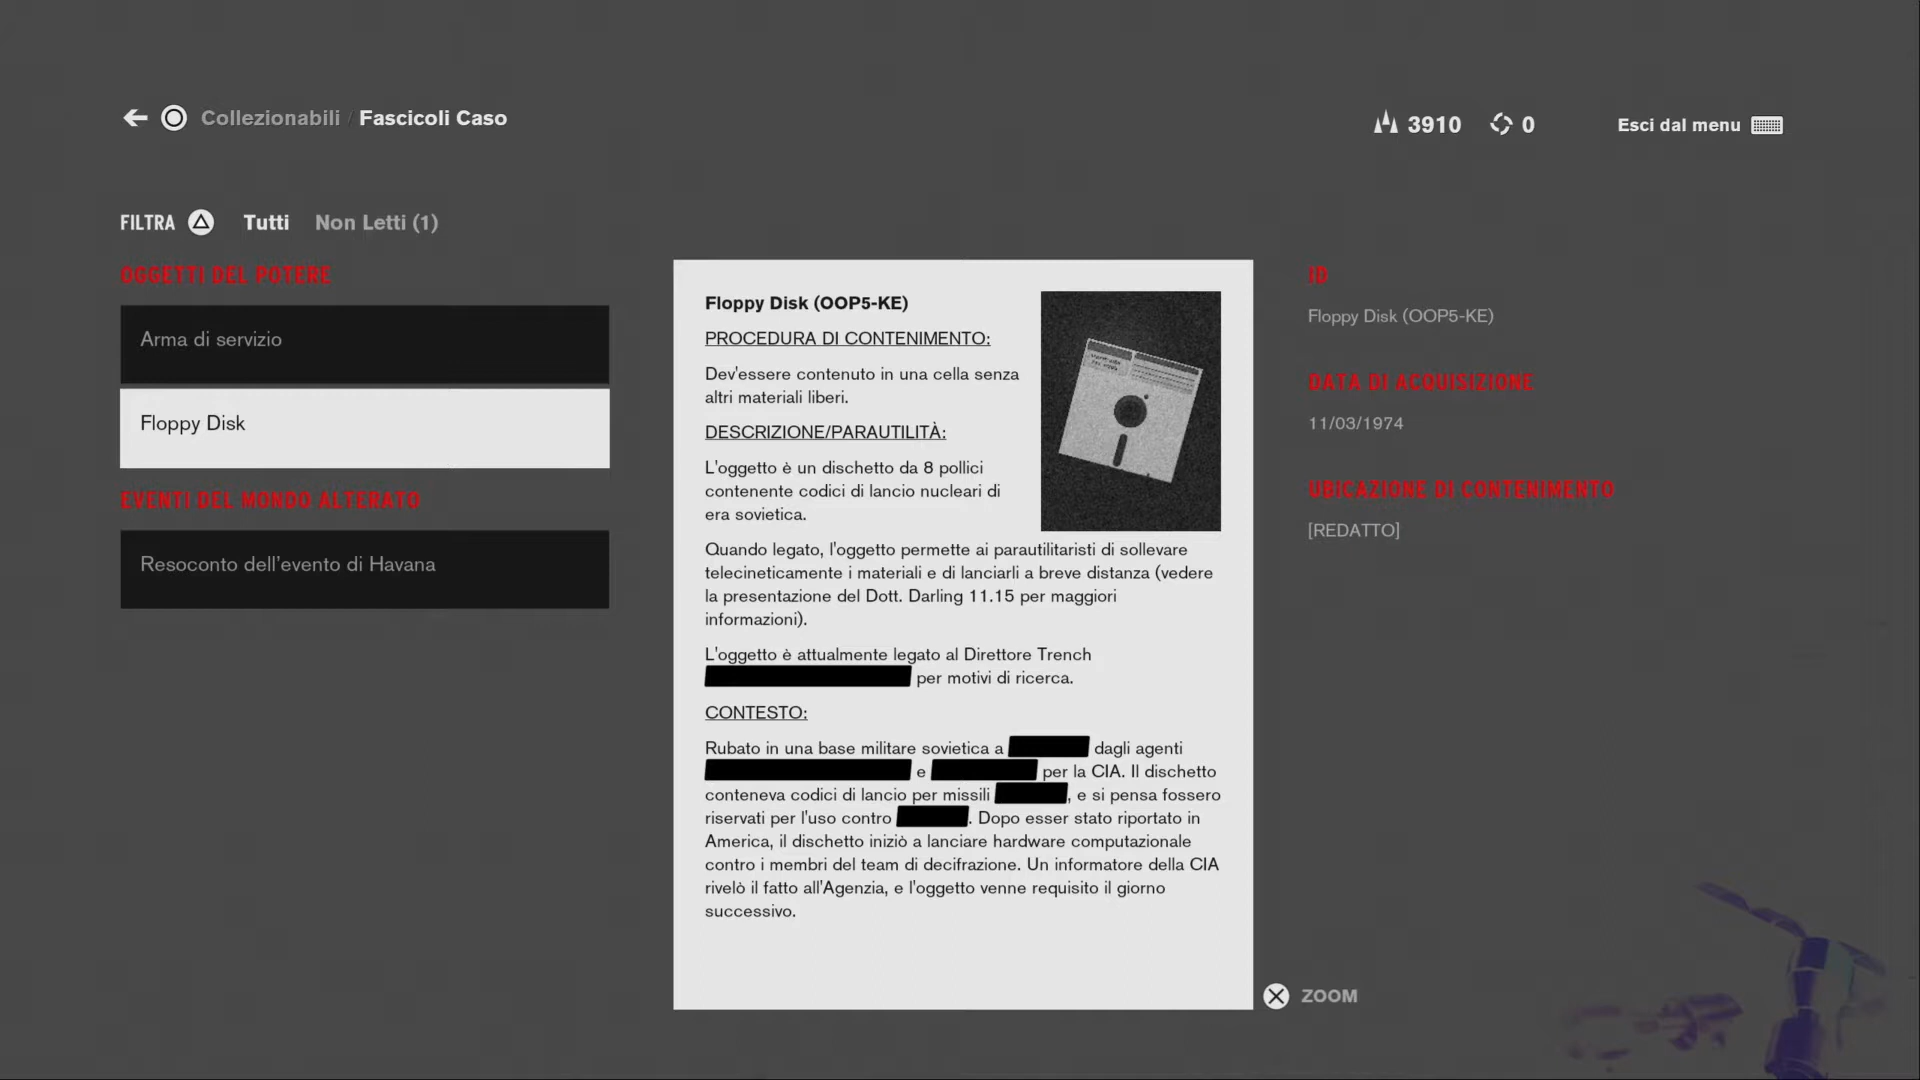 Collezionabili / Fascicoli Caso
3910
0
Esci dal menu
FILTRA
Tutti
Non Letti (1)
OGGETTI DEL POTERE
Arma di servizio
Floppy Disk
EVENTI DEL MONDO ALTERATO
Resoconto dell'evento di Havana
Floppy Disk (OOP5-KE)
PROCEDURA DI CONTENIMENTO:
Dev'essere contenuto in una cella senza
altri materiali liberi.
DESCRIZIONE/PARAUTILITÀ:
L'oggetto è un dischetto da 8 pollici
contenente codici di lancio nucleari di
era sovietica.
Quando legato, l'oggetto permette ai parautilitaristi di sollevare
telecineticamente i materiali e di lanciarli a breve distanza (vedere
la presentazione del Dott. Darling 11.15 per maggiori
informazioni).
L'oggetto è attualmente legato al Direttore Trench
per motivi di ricerca.
CONTESTO:
Rubato in una base militare sovietica a dagli agenti
e per la CIA. Il dischetto
conteneva codici di lancio per missili , e si pensa fossero
riservati per l'uso contro . Dopo esser stato riportato in
America, il dischetto iniziò a lanciare hardware computazionale
contro i membri del team di decifrazione. Un informatore della CIA
rivelò il fatto all'Agenzia, e l'oggetto venne requisito il giorno
successivo.
ID
Floppy Disk (OOP5-KE)
DATA DI ACQUISIZIONE
11/03/1974
UBICAZIONE DI CONTENIMENTO
[REDATTO]
ZOOM